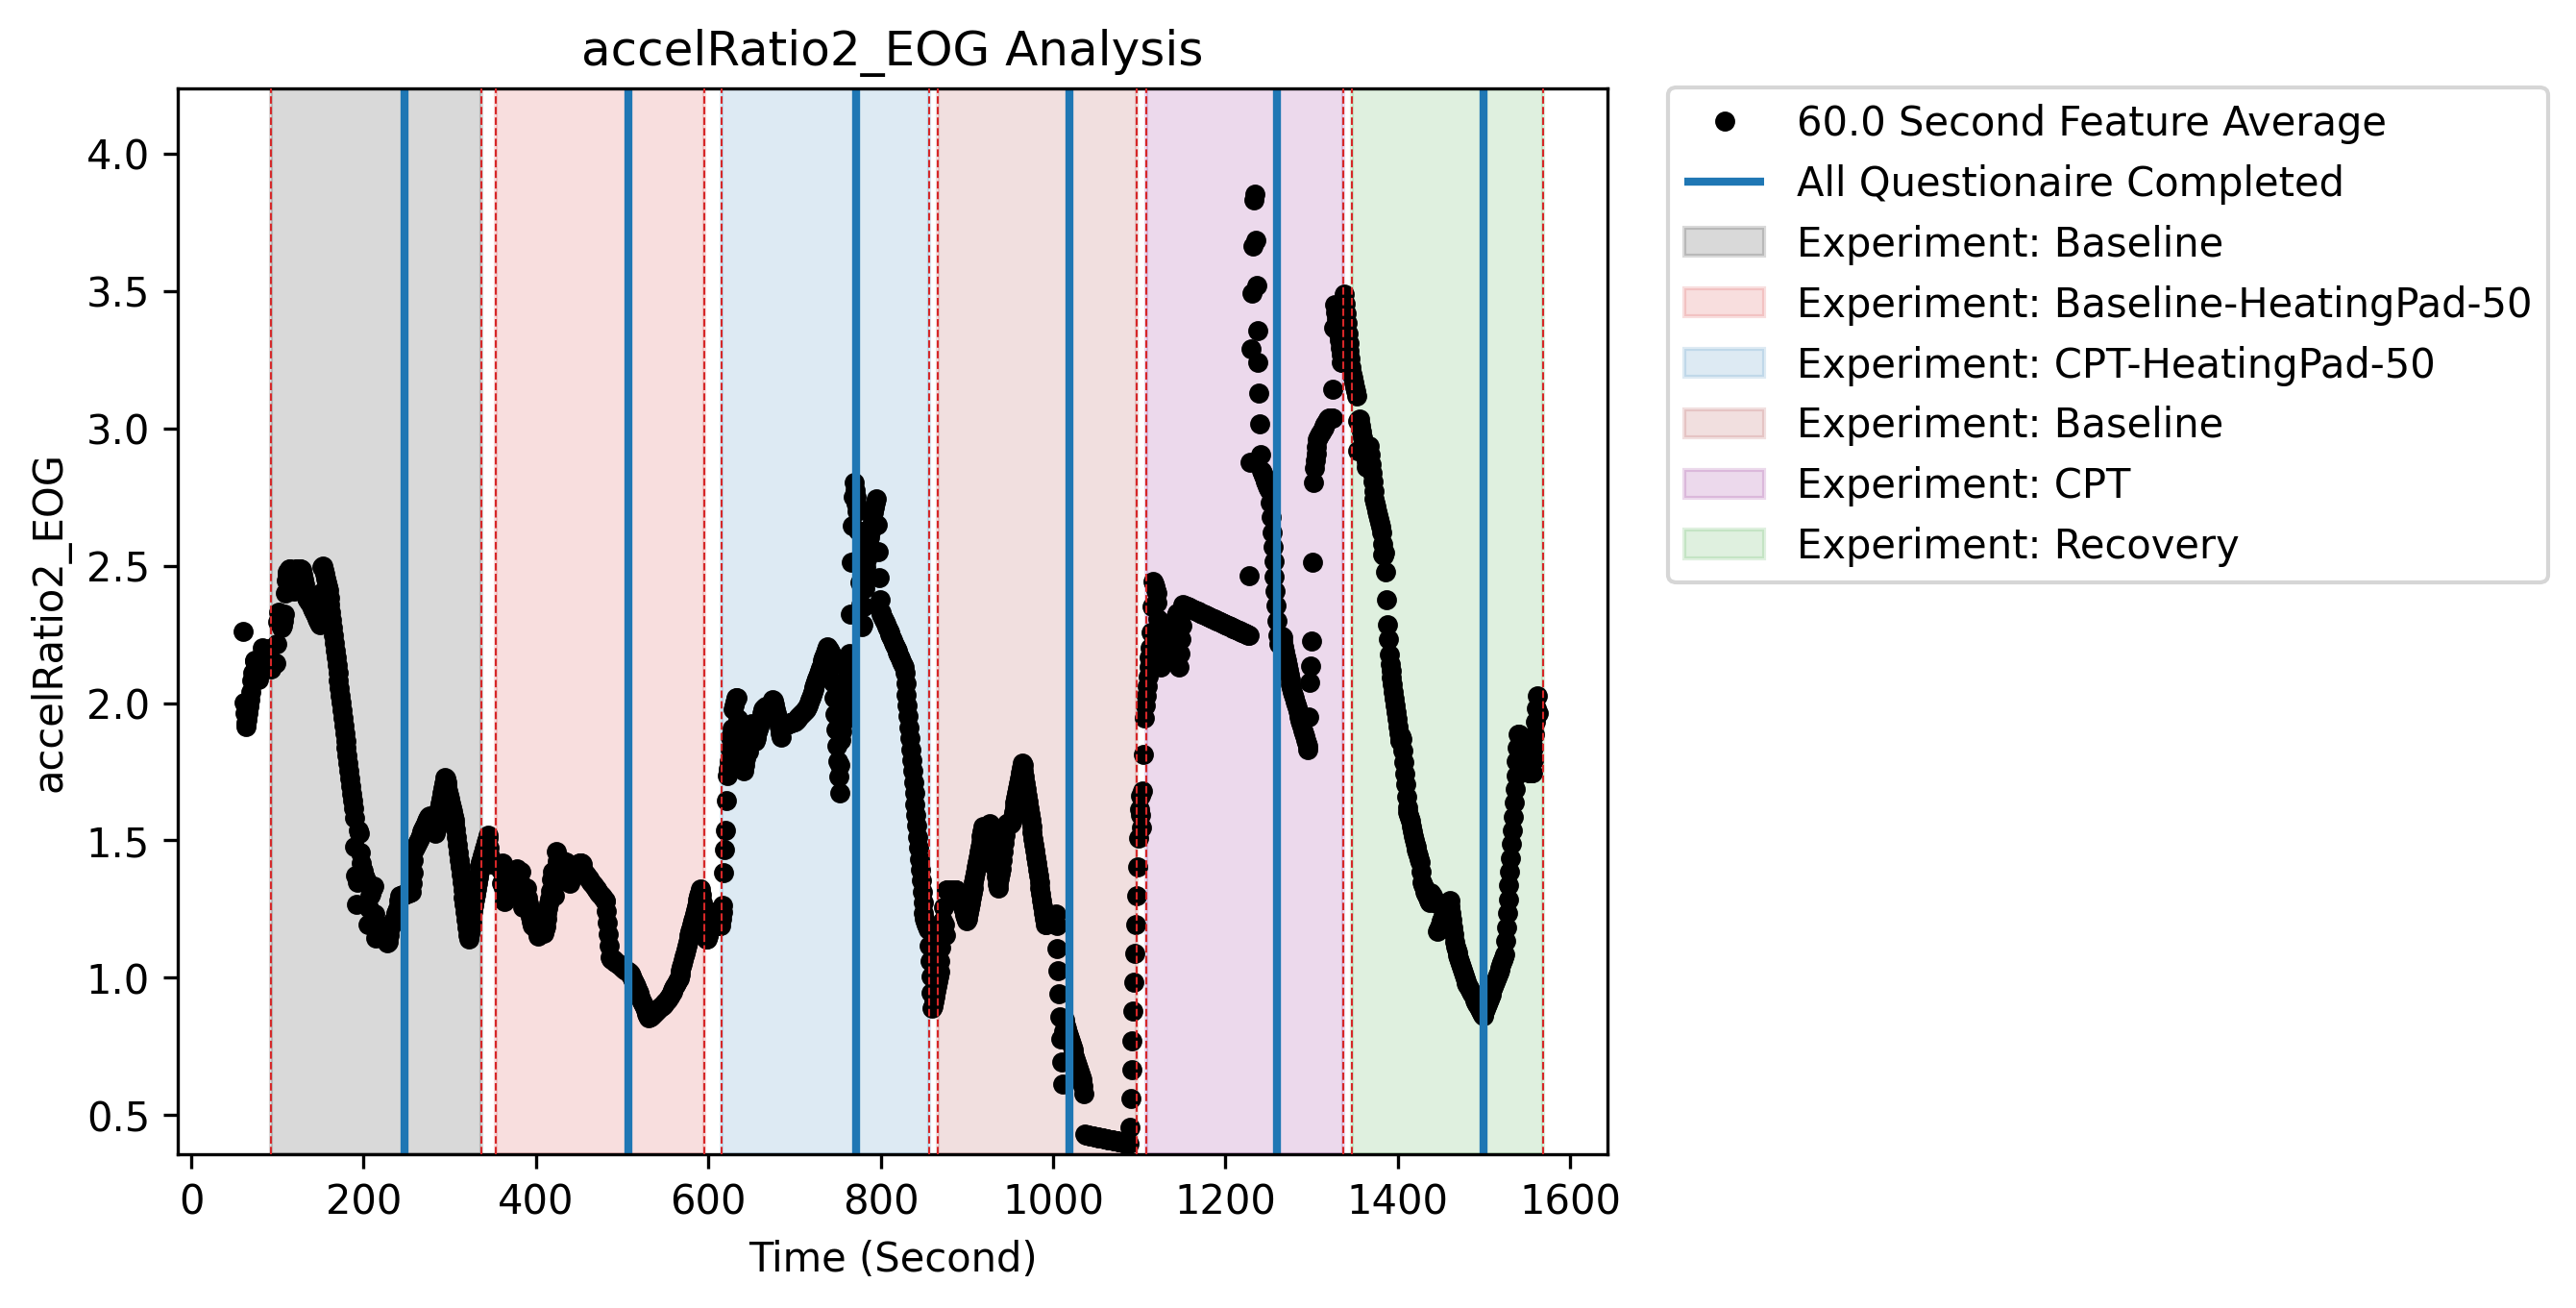 accelRatio2_EOG Analysis
accelRatio2_EOG
4.0
3.5
3.0
2.5
2.0
1.5
1.0
0.5
0 200 400 600 800 1000 1200 1400 1600
Time (Second)
60.0 Second Feature Average
All Questionaire Completed
Experiment: Baseline
Experiment: Baseline-HeatingPad-50
Experiment: CPT-HeatingPad-50
Experiment: Baseline
Experiment: CPT
Experiment: Recovery